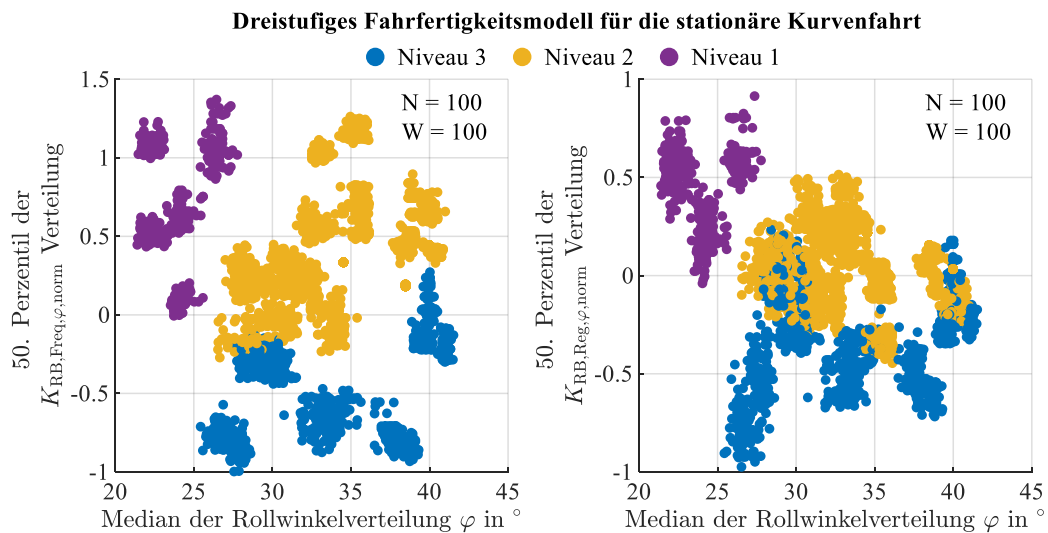 Dreistufiges Fahrfertigkeitsmodell für die stationäre Kurvenfahrt
Niveau 3 Niveau 2 Niveau 1
50. Perzentil der
K_RB,Freq,φ,norm Verteilung
1.5
1
0.5
0
-0.5
-1
N = 100
W = 100
20 25 30 35 40 45
Median der Rollwinkelverteilung φ in °
50. Perzentil der
K_RB,Reg,φ,norm Verteilung
1
0.5
0
-0.5
-1
N = 100
W = 100
20 25 30 35 40 45
Median der Rollwinkelverteilung φ in °